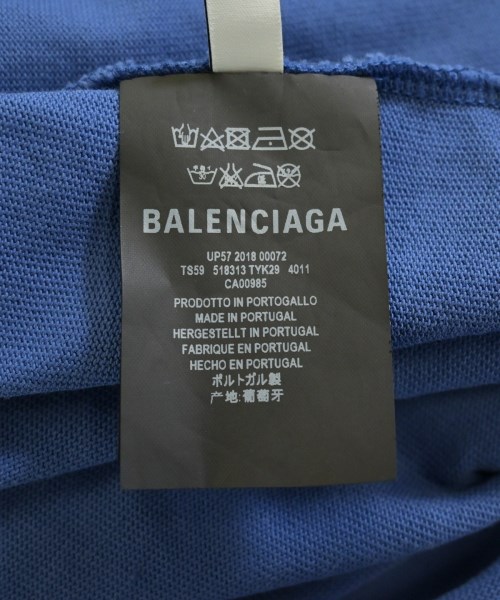 BALENCIAGA
UP57 2018 00072
TS59 518313 TYK29 4011
CA00985
PRODOTTO IN PORTOGALLO
MADE IN PORTUGAL
HERGESTELLT IN PORTUGAL
FABRIQUE EN PORTUGAL
HECHO EN PORTUGAL
ポルトガル製
产地:葡萄牙